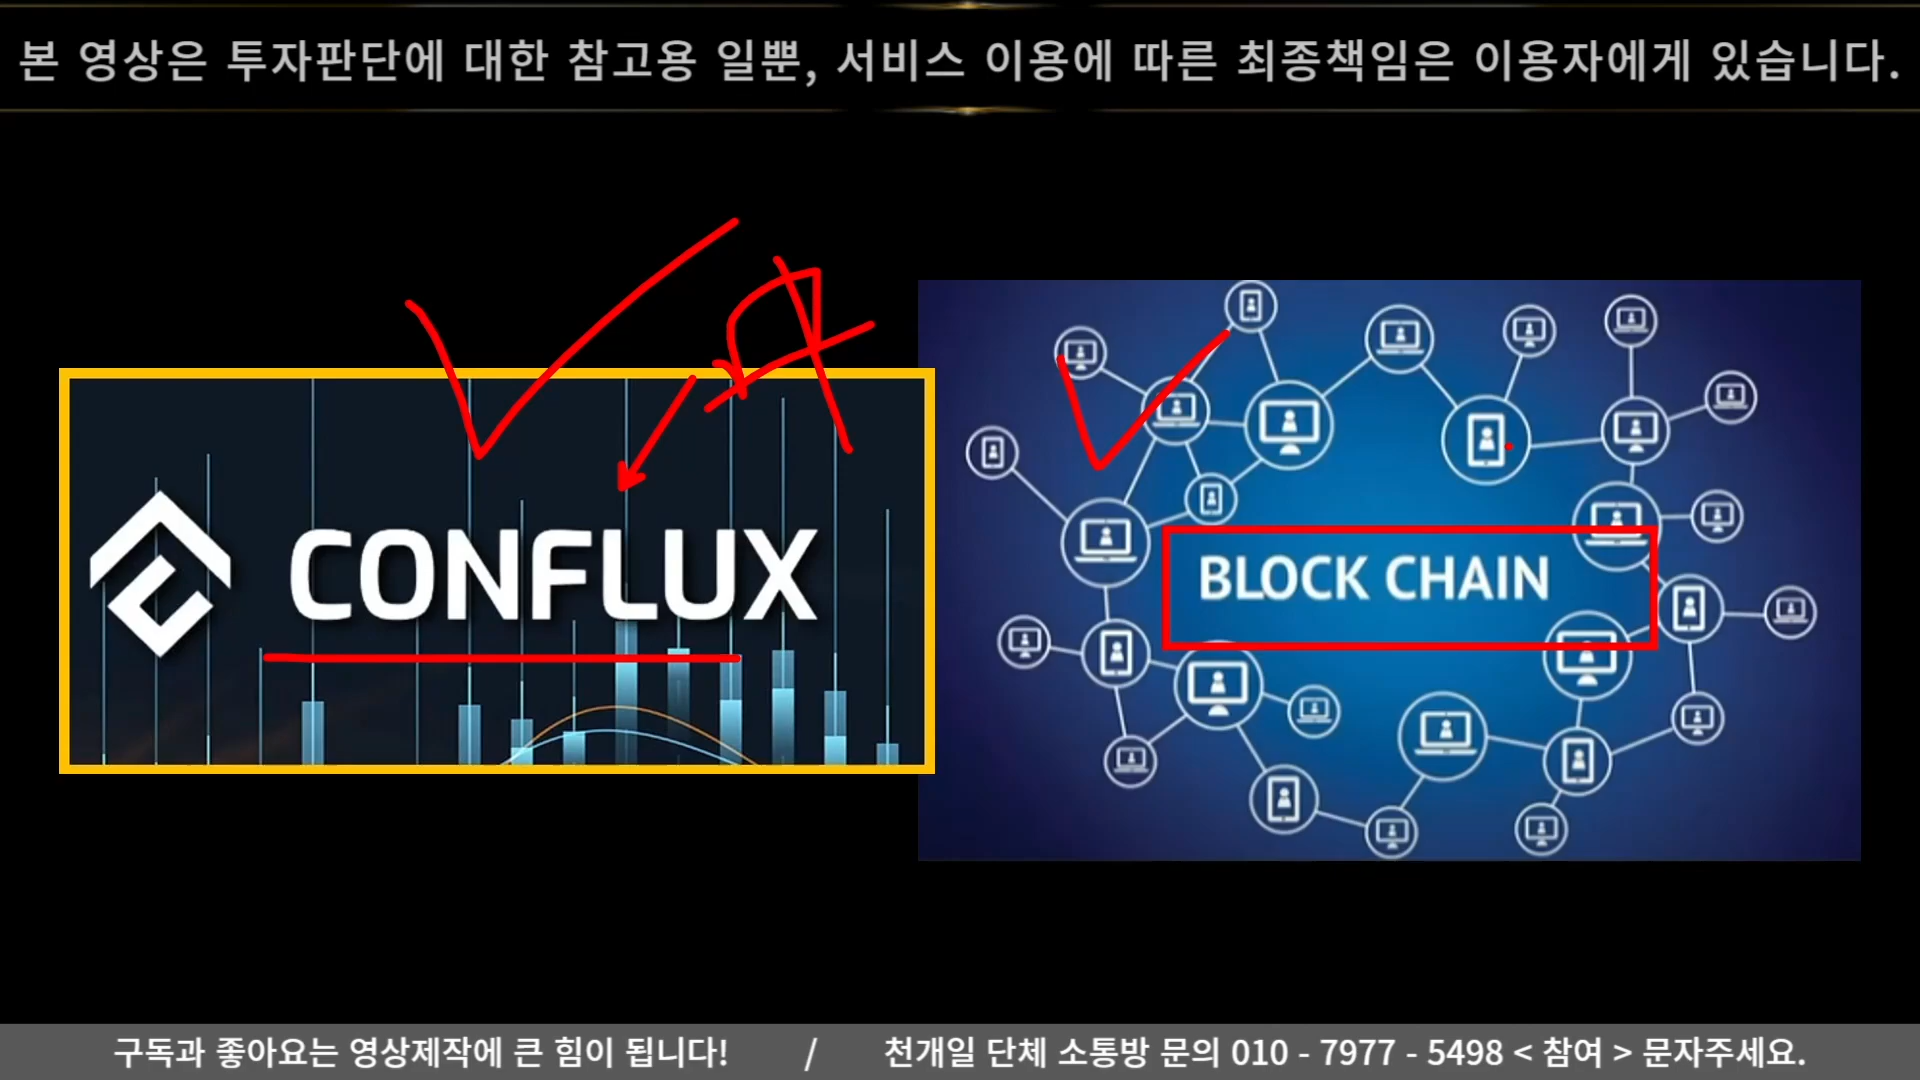 본 영상은 투자판단에 대한 참고용 일뿐, 서비스 이용에 따른 최종책임은 이용자에게 있습니다.
CONFLUX
BLOCK CHAIN
구독과 좋아요는 영상제작에 큰 힘이 됩니다! / 천개일 단체 소통방 문의 010 - 7977 - 5498 < 참여 > 문자주세요.